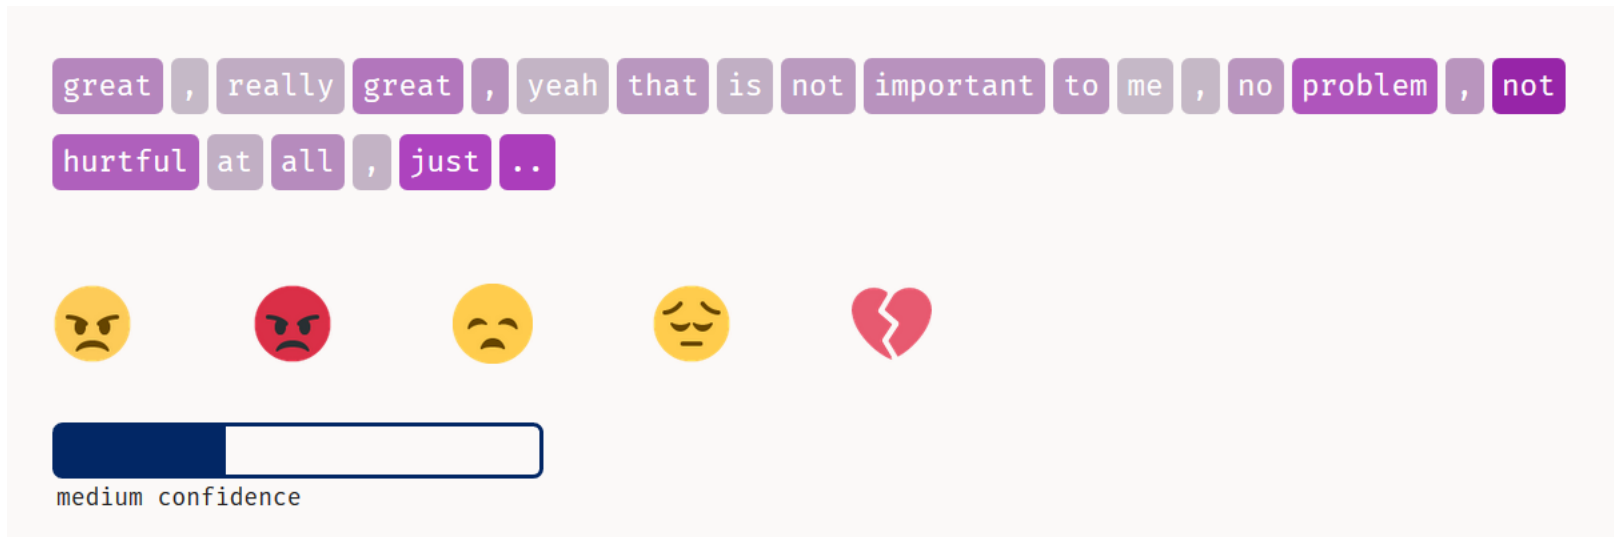 great , really great , yeah that is not important to me , no problem , not
hurtful at all , just ..
medium confidence